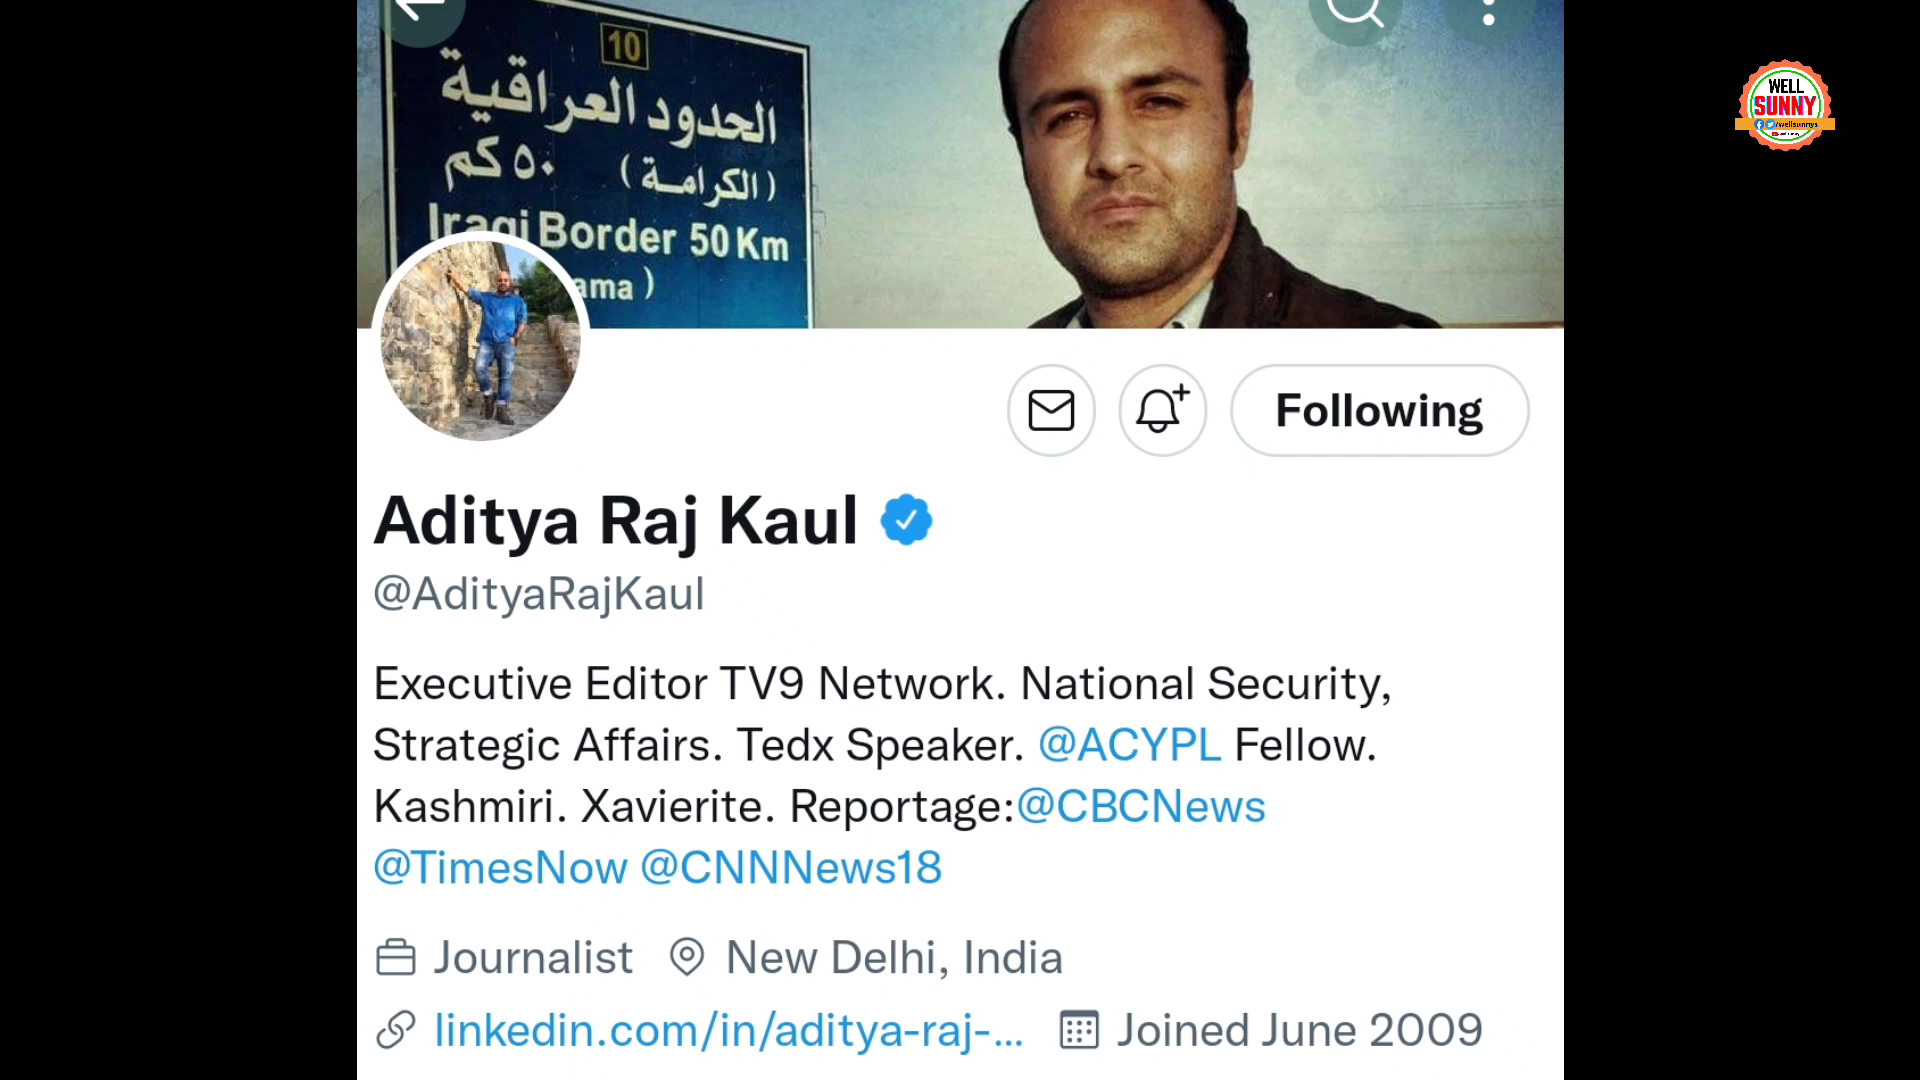 10
الحدود العراقية
( الكرامة ) ٥٠ كم
Iraqi Border 50 Km
ama )
WELL
SUNNY
/wellsunnys
Following
Aditya Raj Kaul
@AdityaRajKaul
Executive Editor TV9 Network. National Security,
Strategic Affairs. Tedx Speaker. @ACYPL Fellow.
Kashmiri. Xavierite. Reportage:@CBCNews
@TimesNow @CNNNews18
Journalist New Delhi, India
linkedin.com/in/aditya-raj-... Joined June 2009